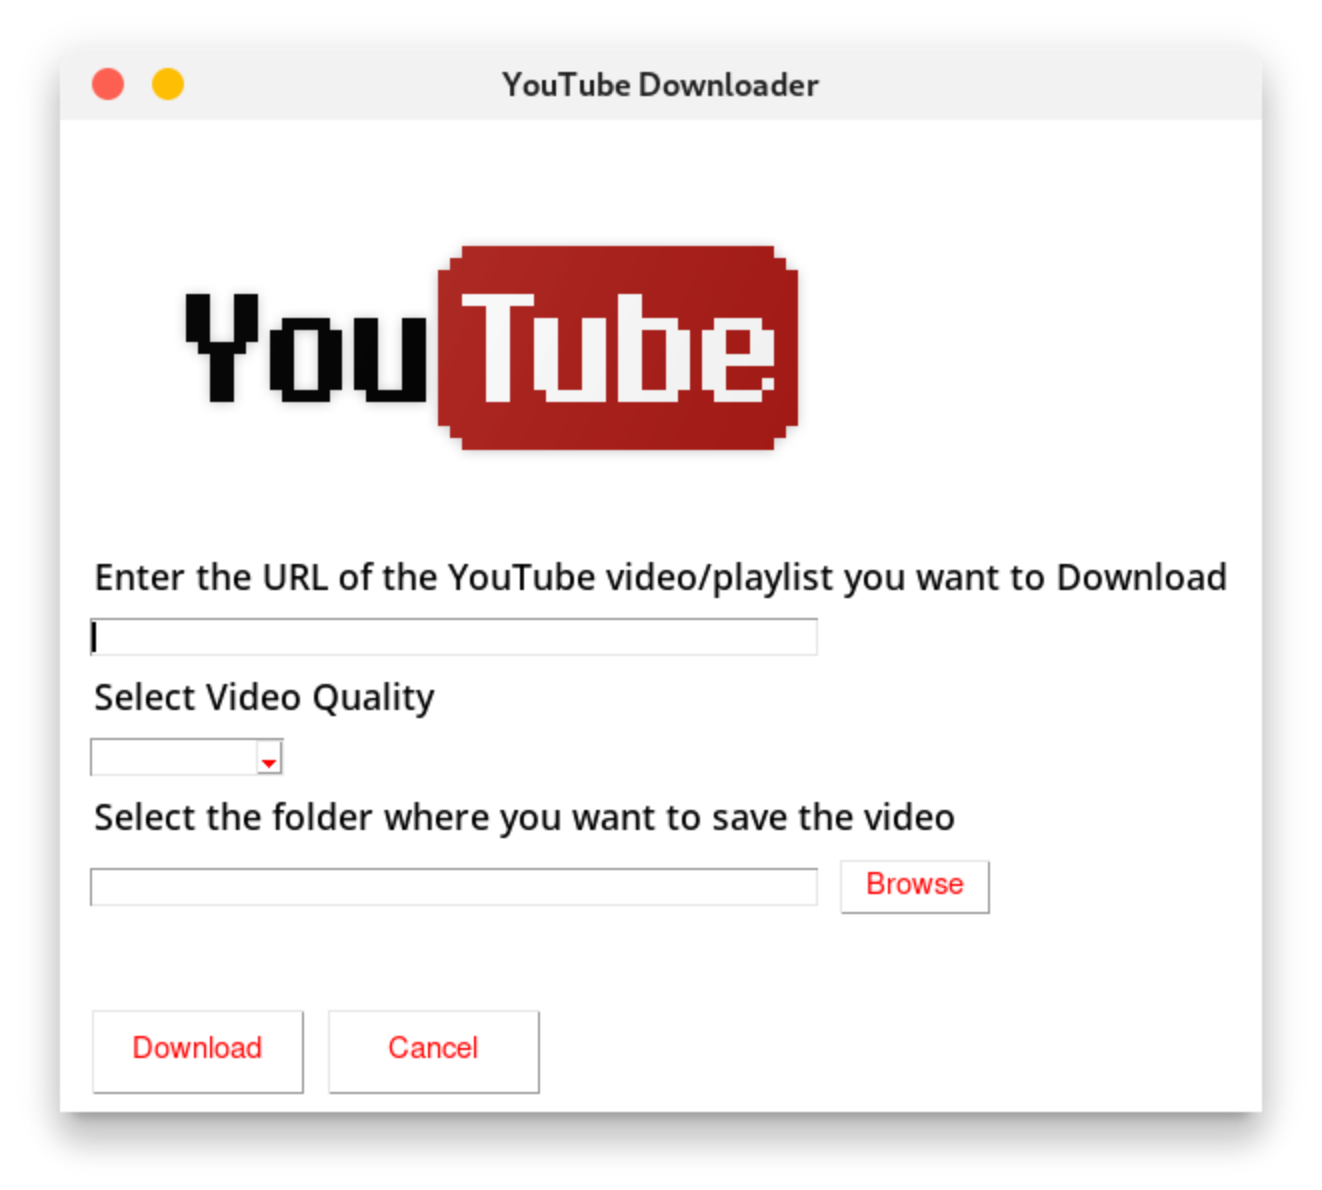 YouTube Downloader
YouTube
Enter the URL of the YouTube video/playlist you want to Download
Select Video Quality
Select the folder where you want to save the video
Browse
Download Cancel